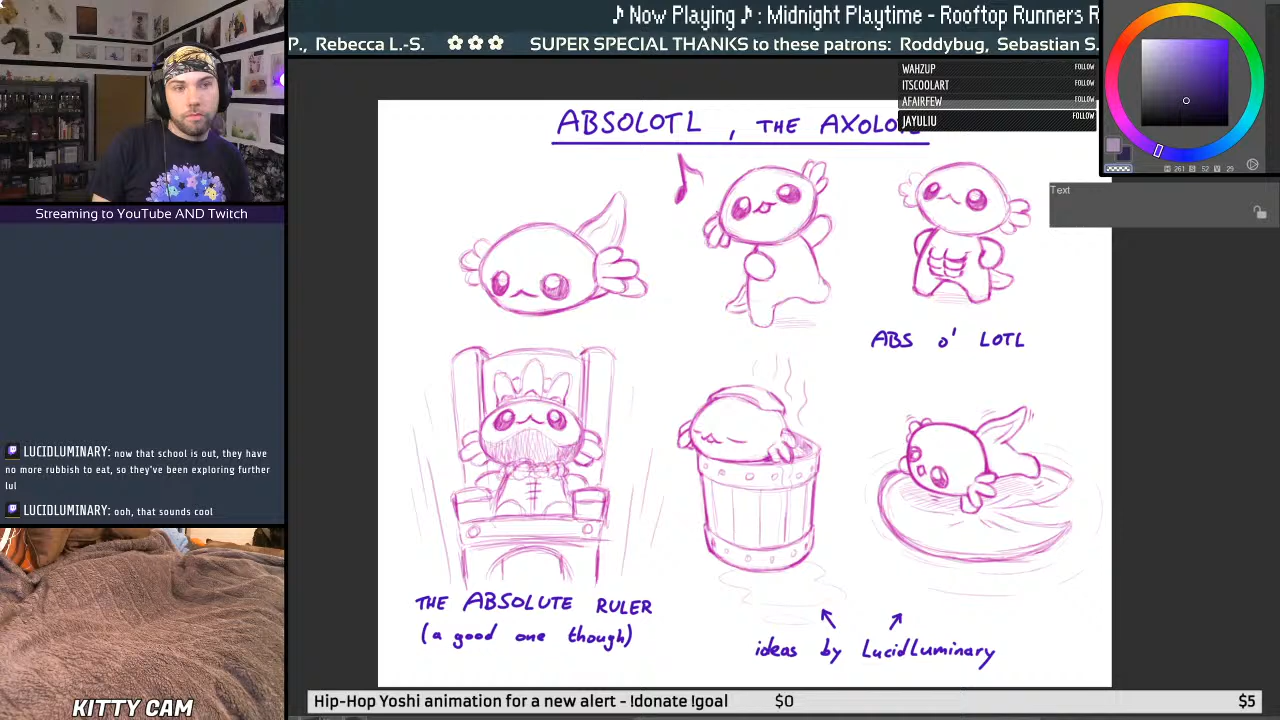 ♪ Now Playing ♪ : Midnight Playtime - Rooftop Runners R
P., Rebecca L.-S. ✿ ✿ ✿ SUPER SPECIAL THANKS to these patrons: Roddybug, Sebastian S.
WAHZUP FOLLOW
ITSCOOLART FOLLOW
AFAIRFEW FOLLOW
JAYULIU FOLLOW
ABSOLOTL, THE AXOLO
H 261 S 52 V 29
Text
Streaming to YouTube AND Twitch
ABS O' LOTL
LUCIDLUMINARY: now that school is out, they have
no more rubbish to eat, so they've been exploring further
lul
LUCIDLUMINARY: ooh, that sounds cool
THE ABSOLUTE RULER
(a good one though)
ideas by LucidLuminary
KITTY CAM
Hip-Hop Yoshi animation for a new alert - !donate !goal $0 $5